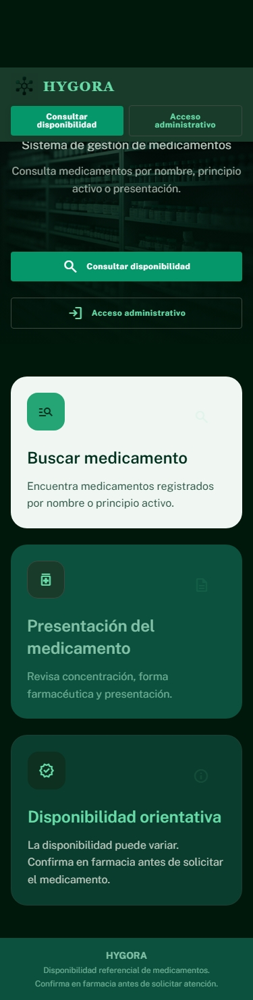 HYGORA
Consultar
disponibilidad
Acceso
administrativo
Sistema de gestión de medicamentos
Consulta medicamentos por nombre, principio
activo o presentación.
Consultar disponibilidad
Acceso administrativo
Buscar medicamento
Encuentra medicamentos registrados
por nombre o principio activo.
Presentación del
medicamento
Revisa concentración, forma
farmacéutica y presentación.
Disponibilidad orientativa
La disponibilidad puede variar.
Confirma en farmacia antes de solicitar
el medicamento.
HYGORA
Disponibilidad referencial de medicamentos.
Confirma en farmacia antes de solicitar atención.